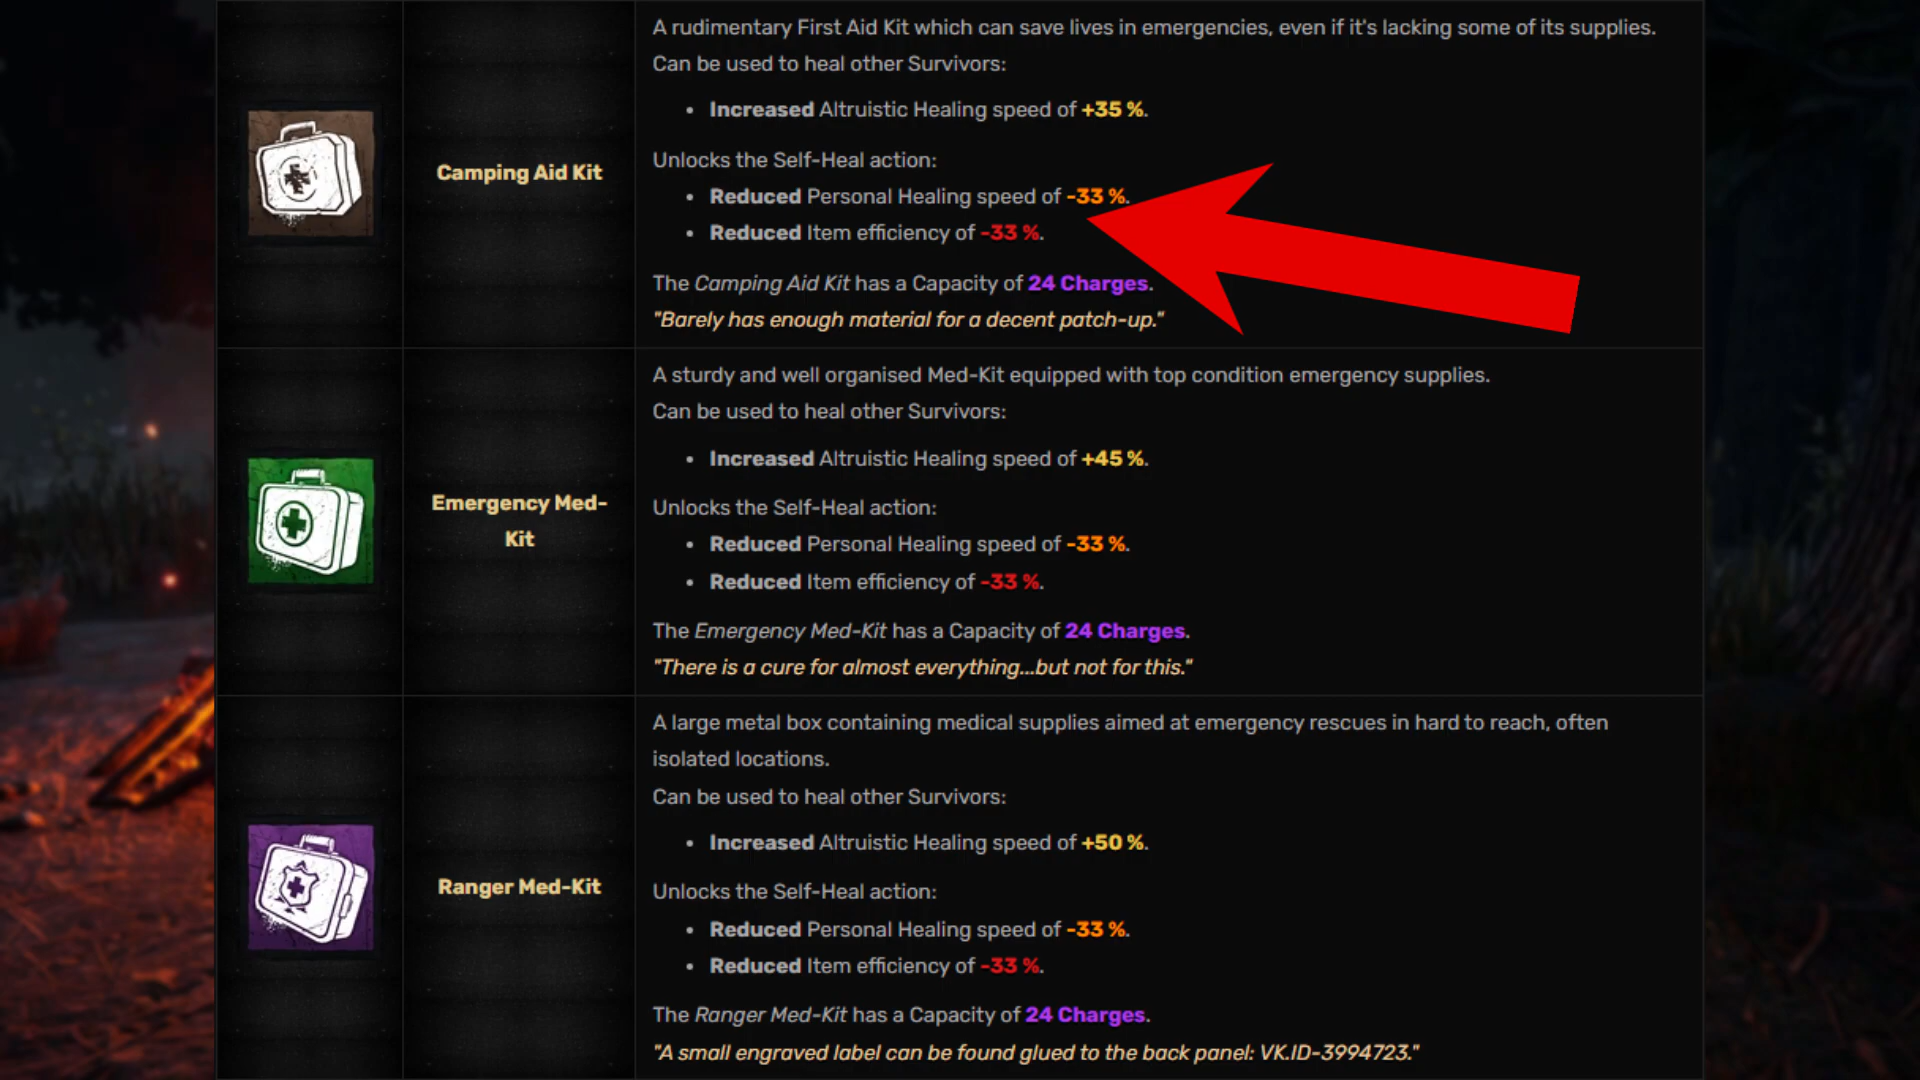 A rudimentary First Aid Kit which can save lives in emergencies, even if it's lacking some of its supplies.
Can be used to heal other Survivors:
• Increased Altruistic Healing speed of +35 %.
Camping Aid Kit
Unlocks the Self-Heal action:
• Reduced Personal Healing speed of -33 %.
• Reduced Item efficiency of -33 %.
The Camping Aid Kit has a Capacity of 24 Charges.
"Barely has enough material for a decent patch-up."
A sturdy and well organised Med-Kit equipped with top condition emergency supplies.
Can be used to heal other Survivors:
• Increased Altruistic Healing speed of +45 %.
Emergency Med-
Kit
Unlocks the Self-Heal action:
• Reduced Personal Healing speed of -33 %.
• Reduced Item efficiency of -33 %.
The Emergency Med-Kit has a Capacity of 24 Charges.
"There is a cure for almost everything...but not for this."
A large metal box containing medical supplies aimed at emergency rescues in hard to reach, often
isolated locations.
Can be used to heal other Survivors:
• Increased Altruistic Healing speed of +50 %.
Ranger Med-Kit
Unlocks the Self-Heal action:
• Reduced Personal Healing speed of -33 %.
• Reduced Item efficiency of -33 %.
The Ranger Med-Kit has a Capacity of 24 Charges.
"A small engraved label can be found glued to the back panel: VK.ID-3994723."